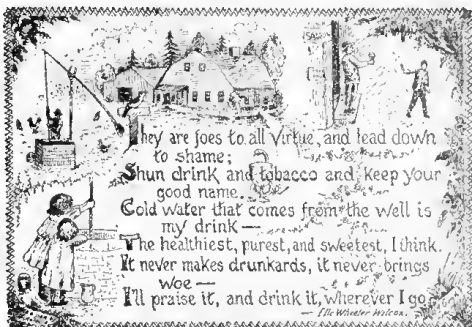 They are foes to all virtue, and lead down
to shame;
Shun drink and tobacco and keep your
good name.
Cold water that comes from the well is
my drink —
The healthiest, purest, and sweetest, I think.
It never makes drunkards, it never brings
woe —
I'll praise it, and drink it, wherever I go.
— Ella Wheeler Wilcox.